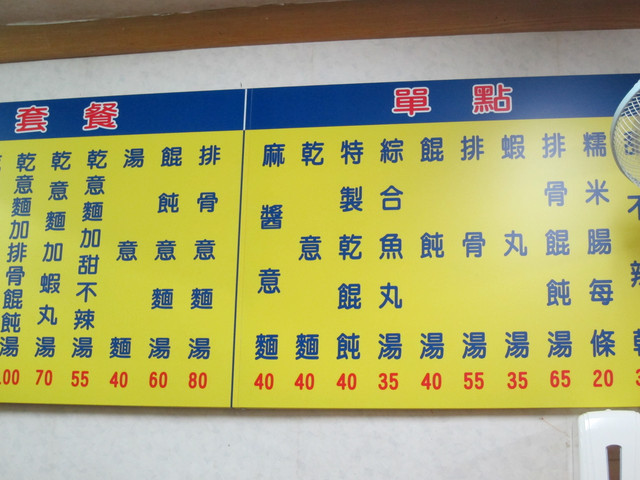 套餐
乾意麵加排骨餛飩湯 100
乾意麵加蝦丸湯 70
乾意麵加甜不辣湯 55
湯意麵 40
餛飩意麵湯 60
排骨意麵湯 80
單點
麻醬意麵 40
乾意麵 40
特製乾餛飩 40
綜合魚丸湯 35
餛飩湯 40
排骨湯 55
蝦丸湯 35
排骨餛飩湯 65
糯米腸每條 20
不辣